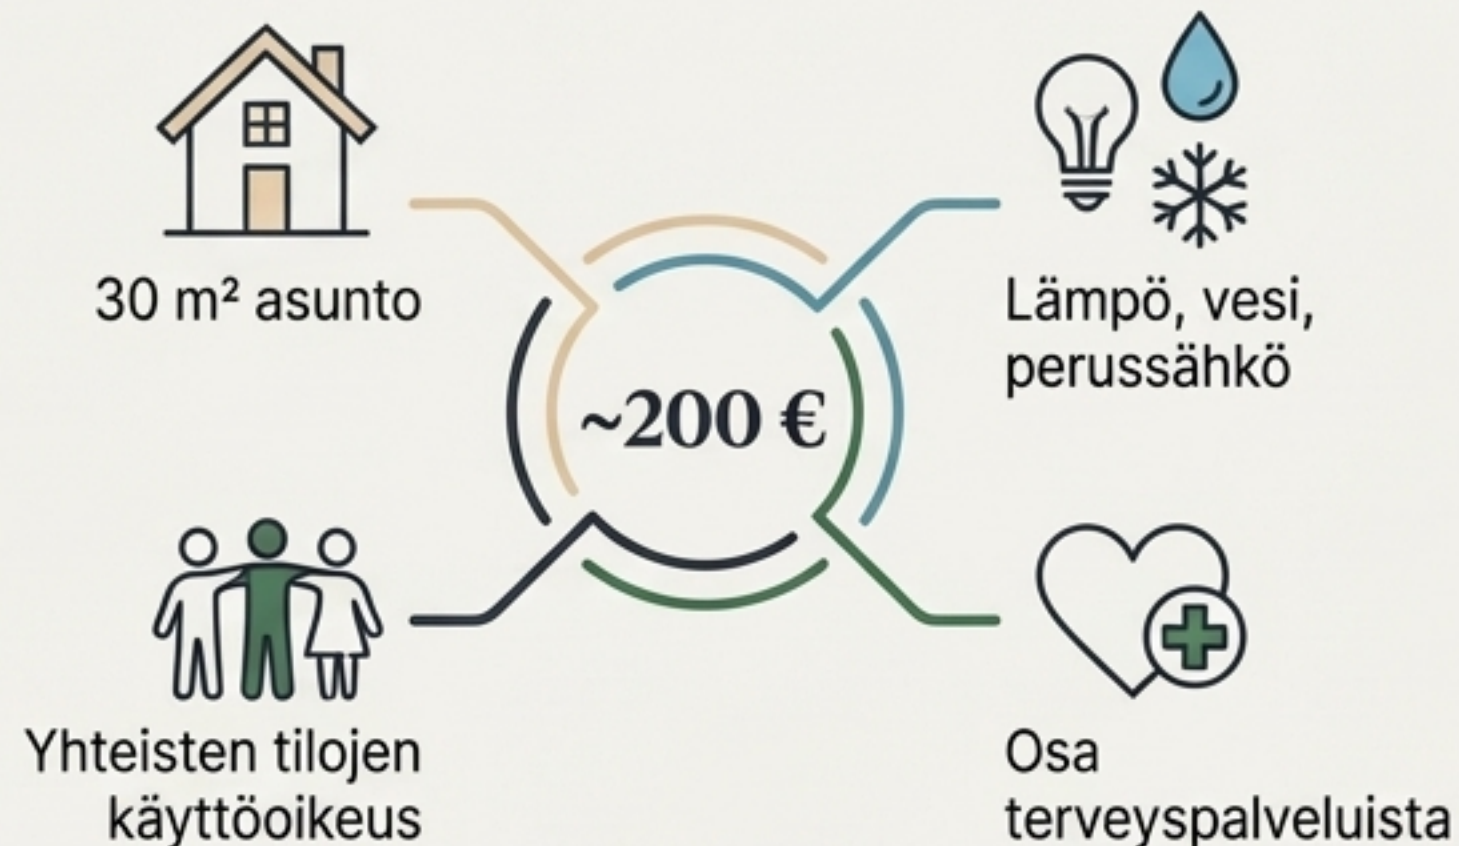 30 m² asunto
Lämpö, vesi,
perussähkö
~200 €
Yhteisten tilojen
käyttöoikeus
Osa
terveyspalveluista